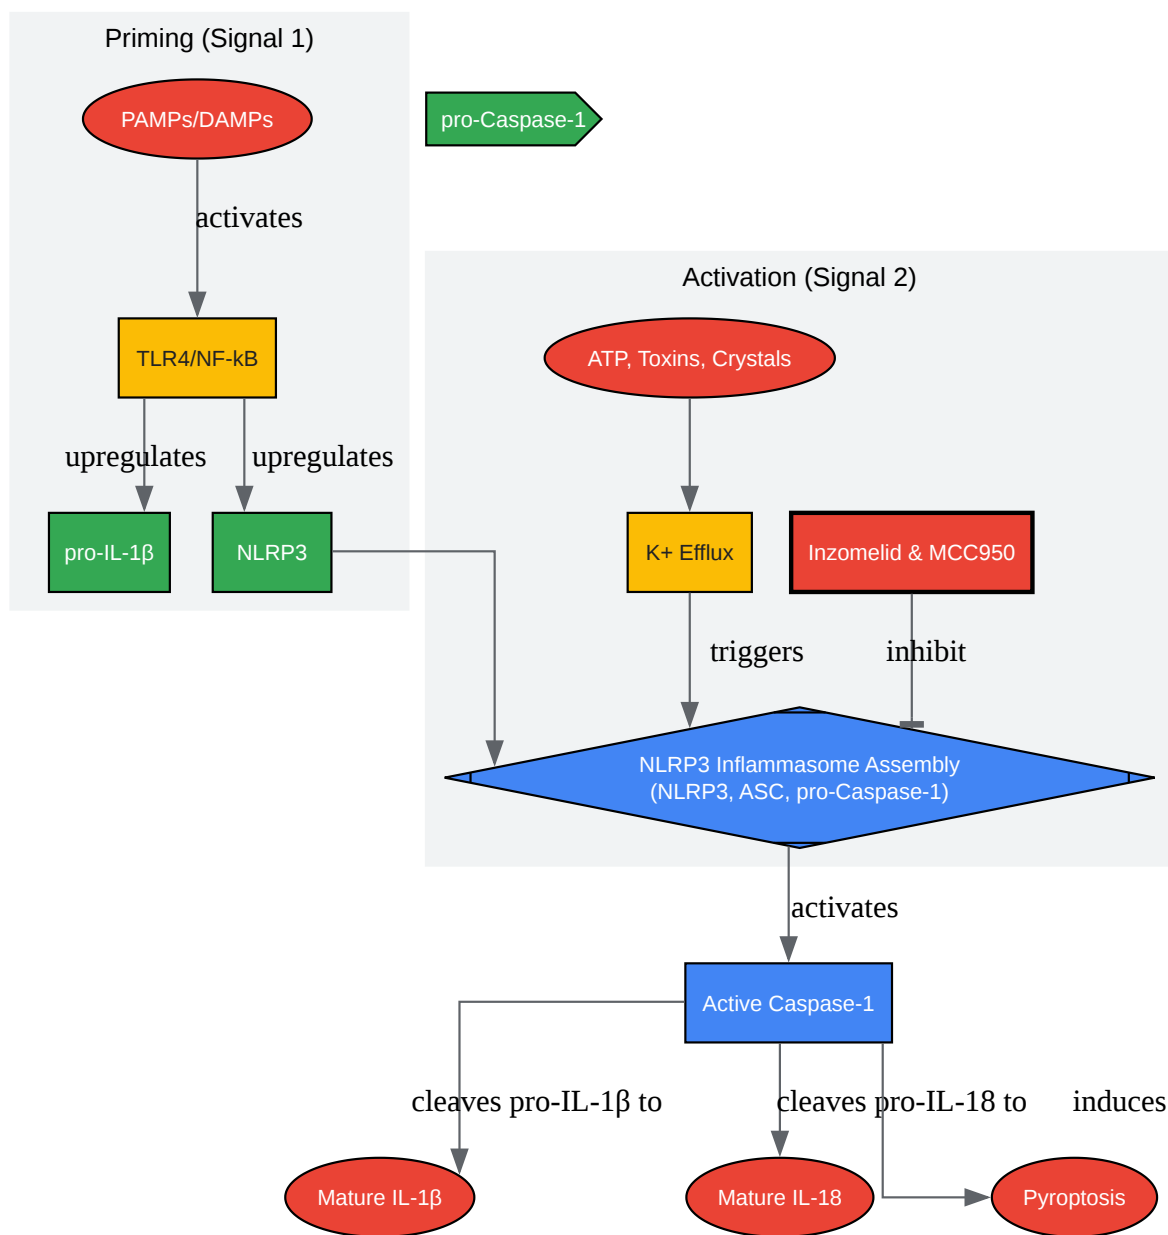 Priming (Signal 1)
PAMPs/DAMPs
pro-Caspase-1
activates
Activation (Signal 2)
TLR4/NF-kB
ATP, Toxins, Crystals
upregulates
upregulates
pro-IL-1β
NLRP3
K+ Efflux
Inzomelid & MCC950
triggers
inhibit
NLRP3 Inflammasome Assembly
(NLRP3, ASC, pro-Caspase-1)
activates
Active Caspase-1
cleaves pro-IL-1β to
cleaves pro-IL-18 to
induces
Mature IL-1β
Mature IL-18
Pyroptosis